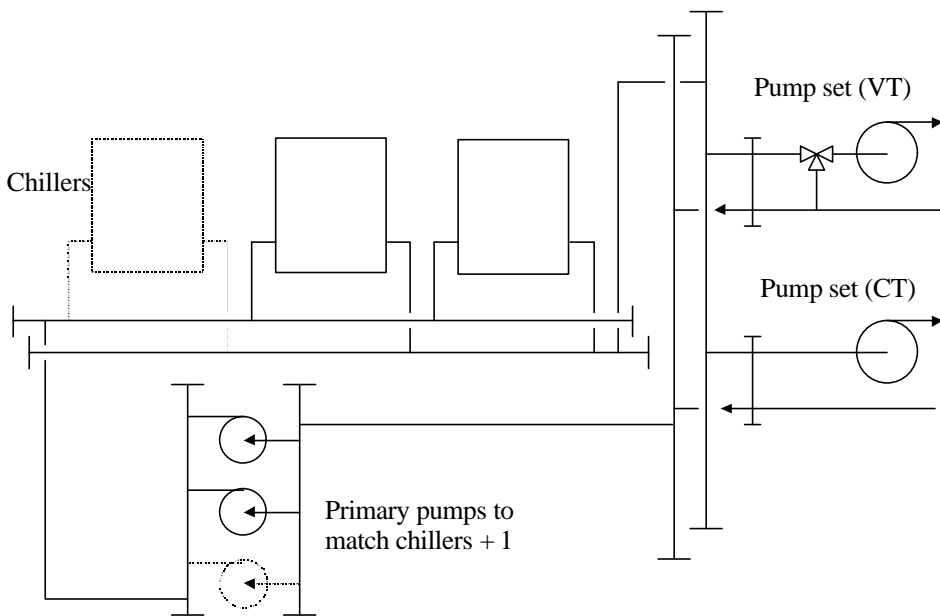 Pump set (VT)
Chillers
Pump set (CT)
Primary pumps to
match chillers + 1